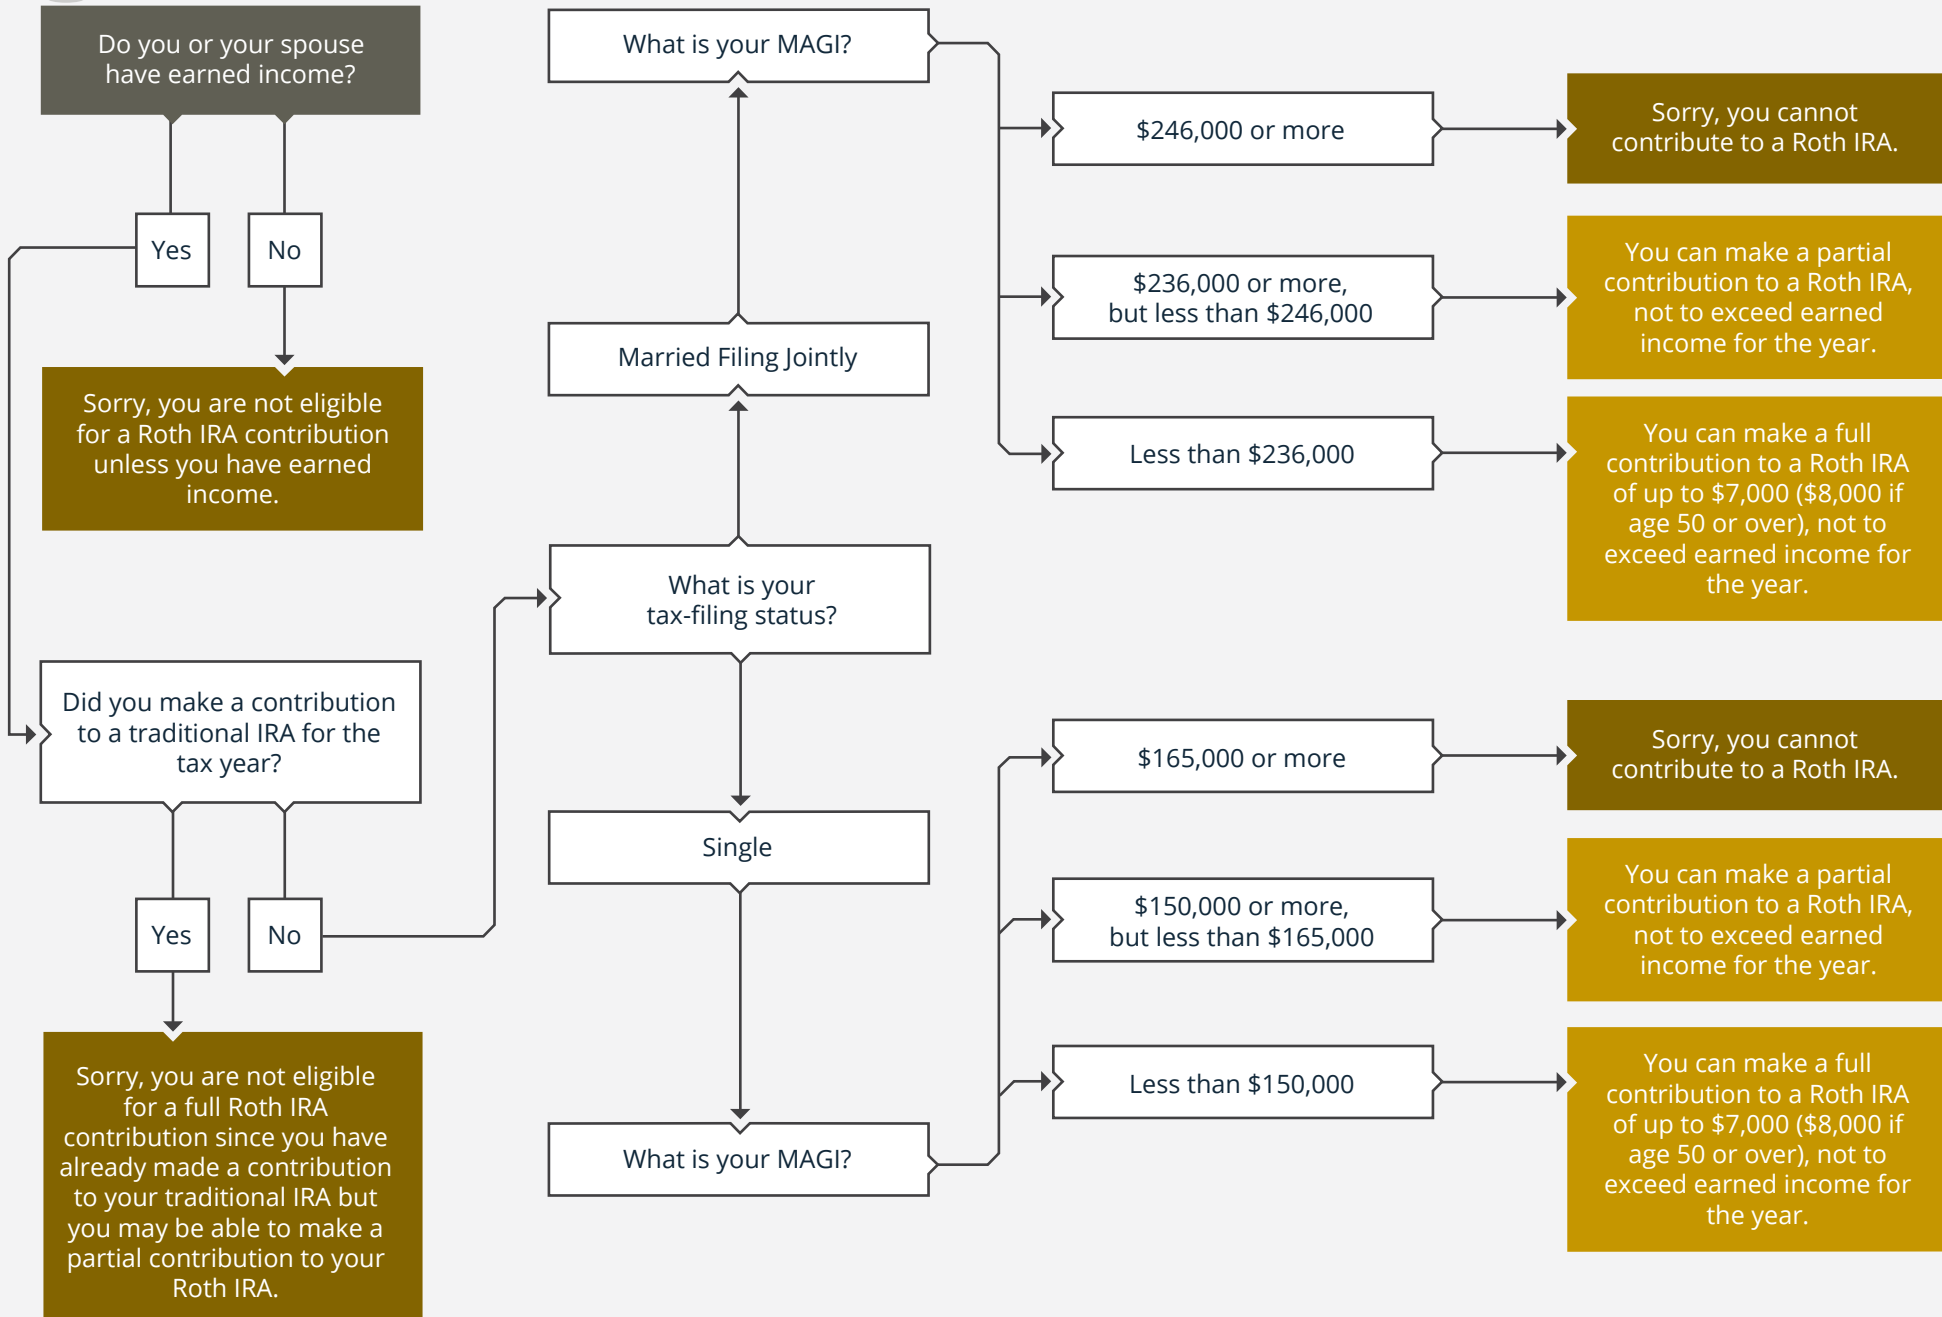 Do you or your spouse
have earned income?
Yes
No
Sorry, you are not eligible
for a Roth IRA contribution
unless you have earned
income.
Did you make a contribution
to a traditional IRA for the
tax year?
Yes
No
Sorry, you are not eligible
for a full Roth IRA
contribution since you have
already made a contribution
to your traditional IRA but
you may be able to make a
partial contribution to your
Roth IRA.
What is your MAGI?
Married Filing Jointly
What is your
tax-filing status?
Single
What is your MAGI?
$246,000 or more
$236,000 or more,
but less than $246,000
Less than $236,000
$165,000 or more
$150,000 or more,
but less than $165,000
Less than $150,000
Sorry, you cannot
contribute to a Roth IRA.
You can make a partial
contribution to a Roth IRA,
not to exceed earned
income for the year.
You can make a full
contribution to a Roth IRA
of up to $7,000 ($8,000 if
age 50 or over), not to
exceed earned income for
the year.
Sorry, you cannot
contribute to a Roth IRA.
You can make a partial
contribution to a Roth IRA,
not to exceed earned
income for the year.
You can make a full
contribution to a Roth IRA
of up to $7,000 ($8,000 if
age 50 or over), not to
exceed earned income for
the year.